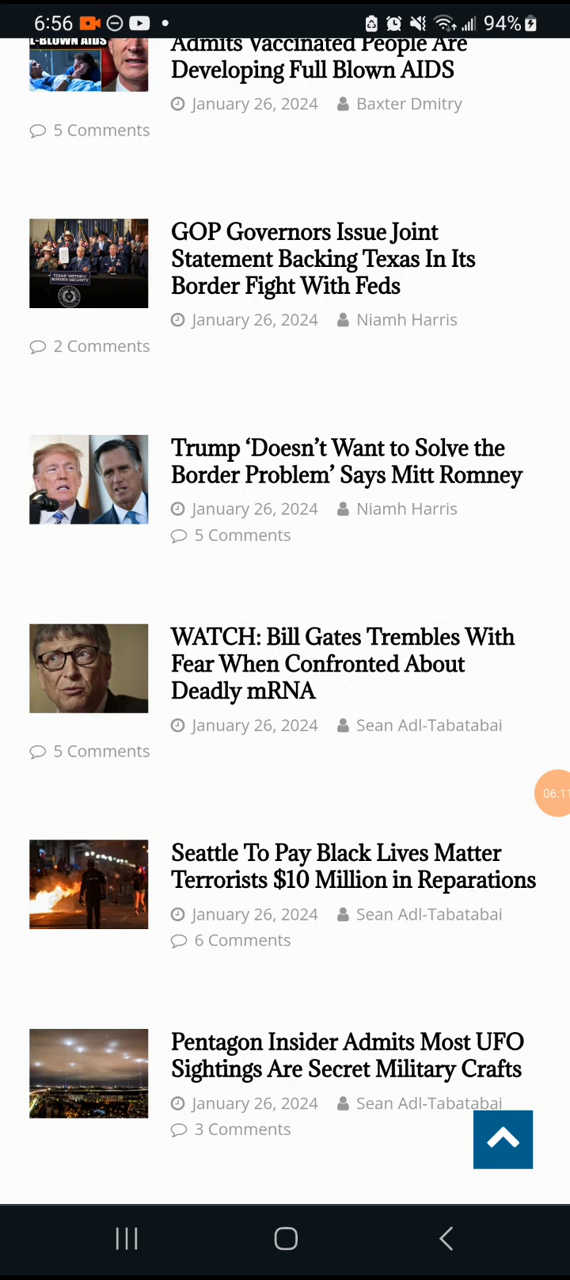 6:56
94%
L-BLOWN AIDS
Admits Vaccinated People Are
Developing Full Blown AIDS
January 26, 2024 Baxter Dmitry
5 Comments
GOP Governors Issue Joint
Statement Backing Texas In Its
Border Fight With Feds
January 26, 2024 Niamh Harris
2 Comments
Trump ‘Doesn’t Want to Solve the
Border Problem’ Says Mitt Romney
January 26, 2024 Niamh Harris
5 Comments
WATCH: Bill Gates Trembles With
Fear When Confronted About
Deadly mRNA
January 26, 2024 Sean Adl-Tabatabai
5 Comments
06:11
Seattle To Pay Black Lives Matter
Terrorists $10 Million in Reparations
January 26, 2024 Sean Adl-Tabatabai
6 Comments
Pentagon Insider Admits Most UFO
Sightings Are Secret Military Crafts
January 26, 2024 Sean Adl-Tabatabai
3 Comments